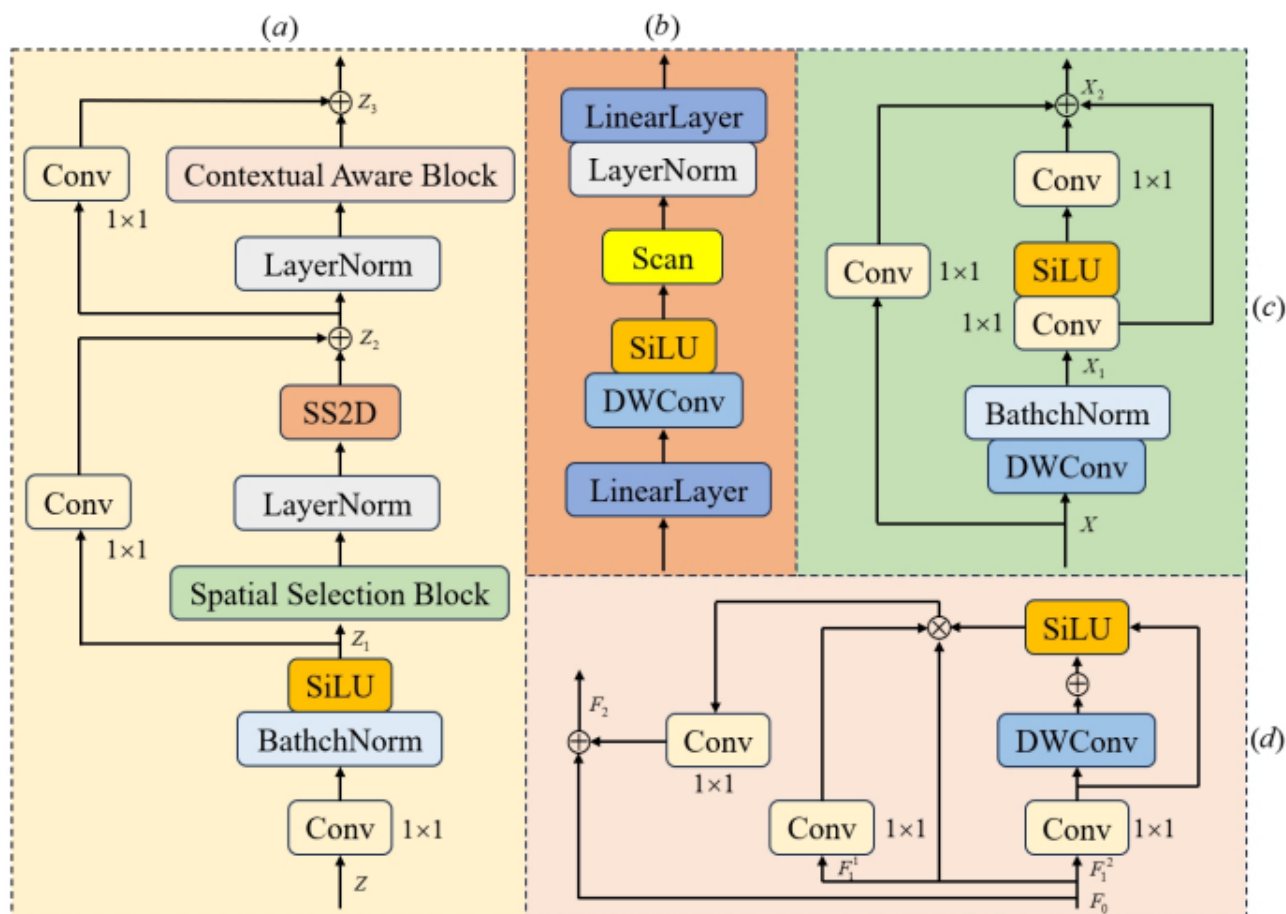 (a)
Z₃
Conv
1×1
Contextual Aware Block
LayerNorm
Z₂
SS2D
Conv
1×1
LayerNorm
Spatial Selection Block
Z₁
SiLU
BathchNorm
Conv 1×1
Z
(b)
LinearLayer
LayerNorm
Scan
SiLU
DWConv
LinearLayer
(c)
X₂
Conv 1×1
Conv 1×1
SiLU
1×1 Conv
X₁
BathchNorm
DWConv
X
(d)
SiLU
F₂
Conv
1×1
DWConv
Conv 1×1
Conv 1×1
F₁¹
F₁²
F₀